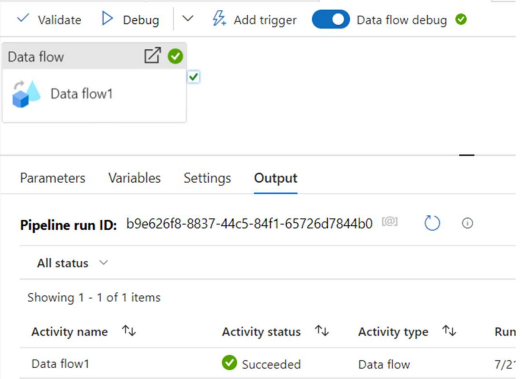 Validate Debug Add trigger Data flow debug
Data flow
Data flow1
Parameters Variables Settings Output
Pipeline run ID: b9e626f8-8837-44c5-84f1-65726d7844b0 [@]
All status
Showing 1 - 1 of 1 items
Activity name Activity status Activity type Run
Data flow1 Succeeded Data flow 7/21